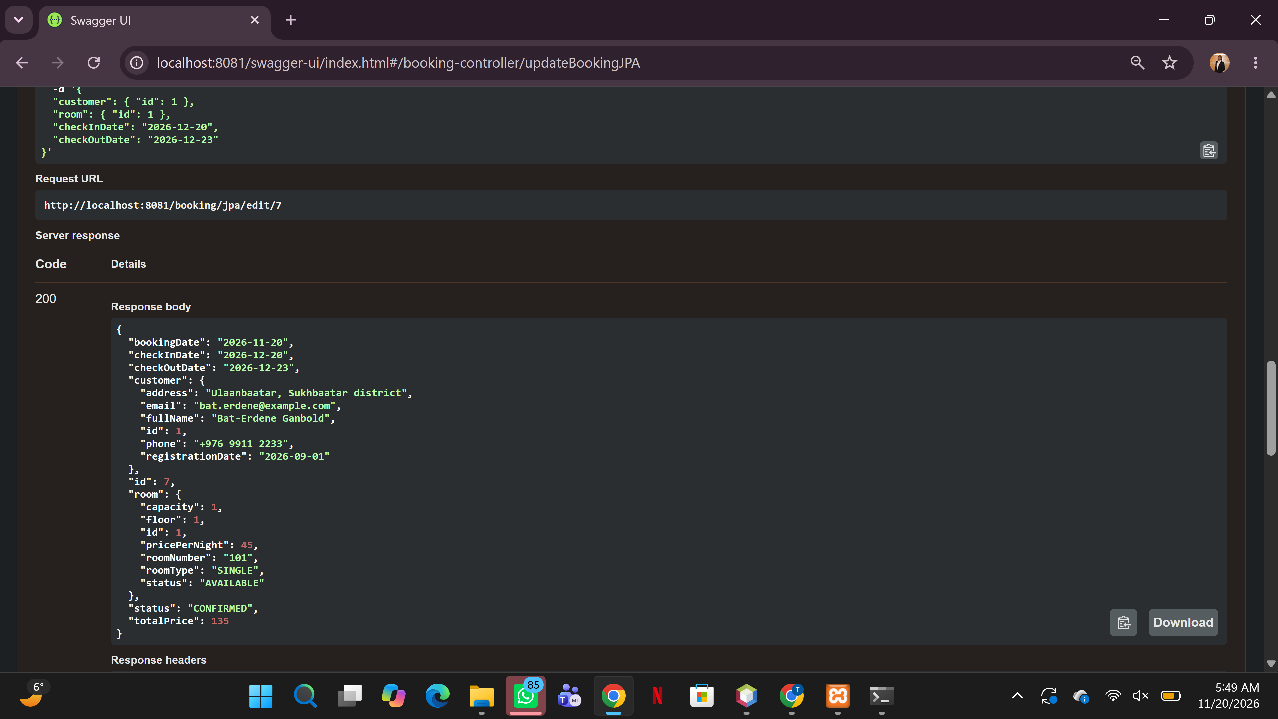 Swagger UI
localhost:8081/swagger-ui/index.html#/booking-controller/updateBookingJPA
-d '{
"customer": { "id": 1 },
"room": { "id": 1 },
"checkInDate": "2026-12-20",
"checkOutDate": "2026-12-23"
}'
Request URL
http://localhost:8081/booking/jpa/edit/7
Server response
Code Details
200
Response body
{
"bookingDate": "2026-11-20",
"checkInDate": "2026-12-20",
"checkOutDate": "2026-12-23",
"customer": {
"address": "Ulaanbaatar, Sukhbaatar district",
"email": "bat.erdene@example.com",
"fullName": "Bat-Erdene Ganbold",
"id": 1,
"phone": "+976 9911 2233",
"registrationDate": "2026-09-01"
},
"id": 7,
"room": {
"capacity": 1,
"floor": 1,
"id": 1,
"pricePerNight": 45,
"roomNumber": "101",
"roomType": "SINGLE",
"status": "AVAILABLE"
},
"status": "CONFIRMED",
"totalPrice": 135
}
Download
Response headers
6°
85
5:49 AM
11/20/2026